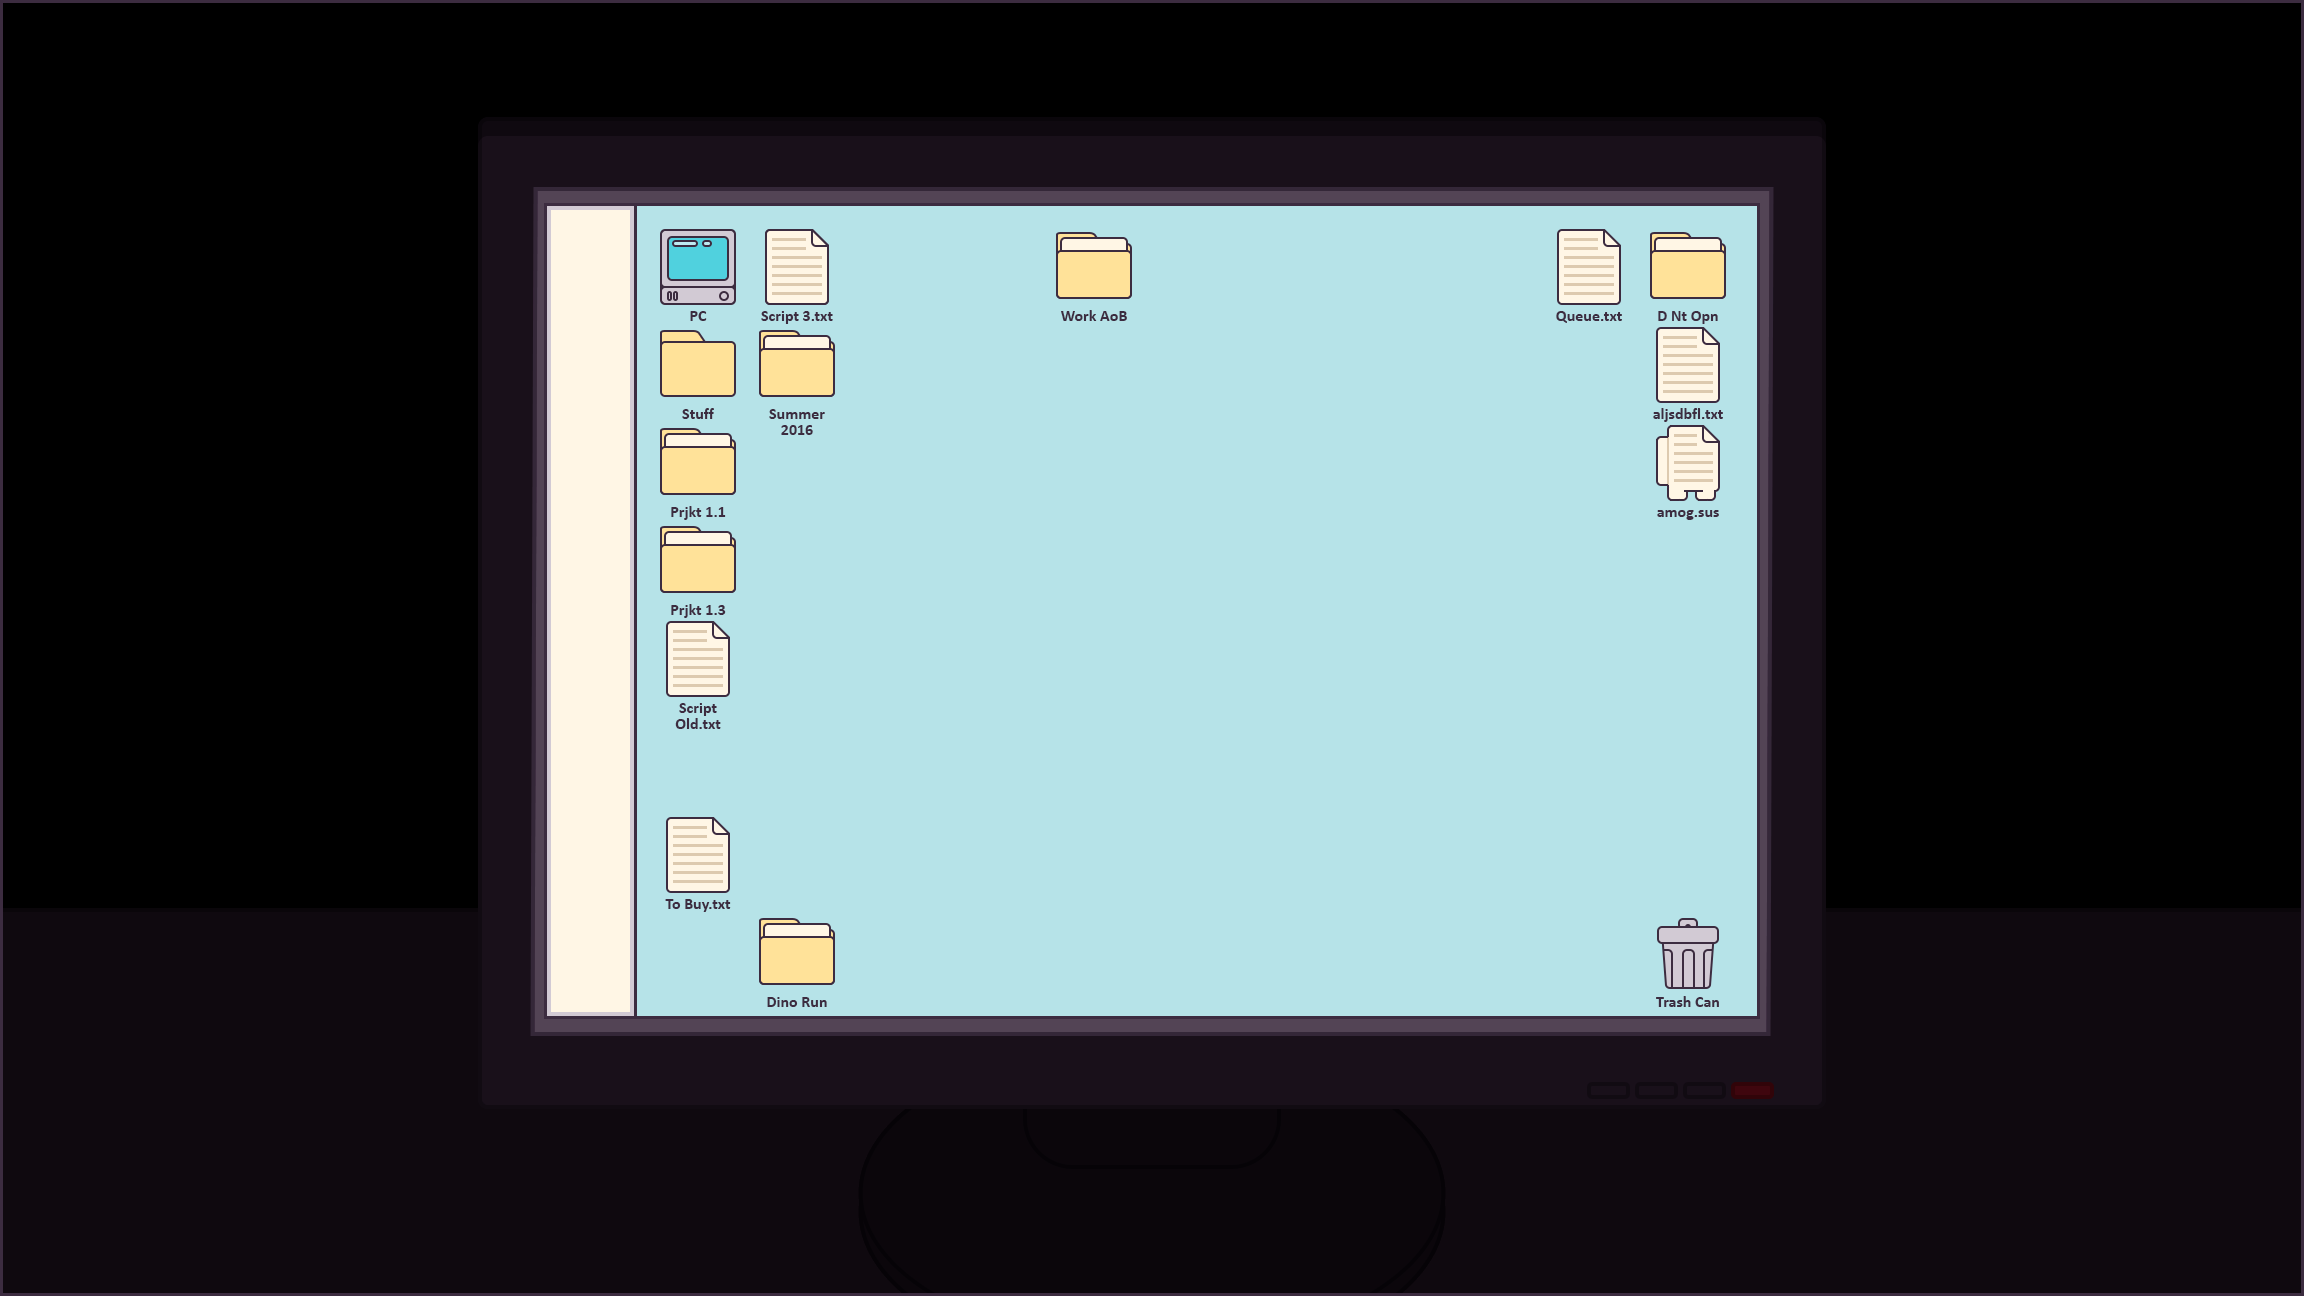 PC
Script 3.txt
Work AoB
Queue.txt
D Nt Opn
Stuff
Summer
2016
aljsdbfl.txt
Prjkt 1.1
amog.sus
Prjkt 1.3
Script
Old.txt
To Buy.txt
Dino Run
Trash Can